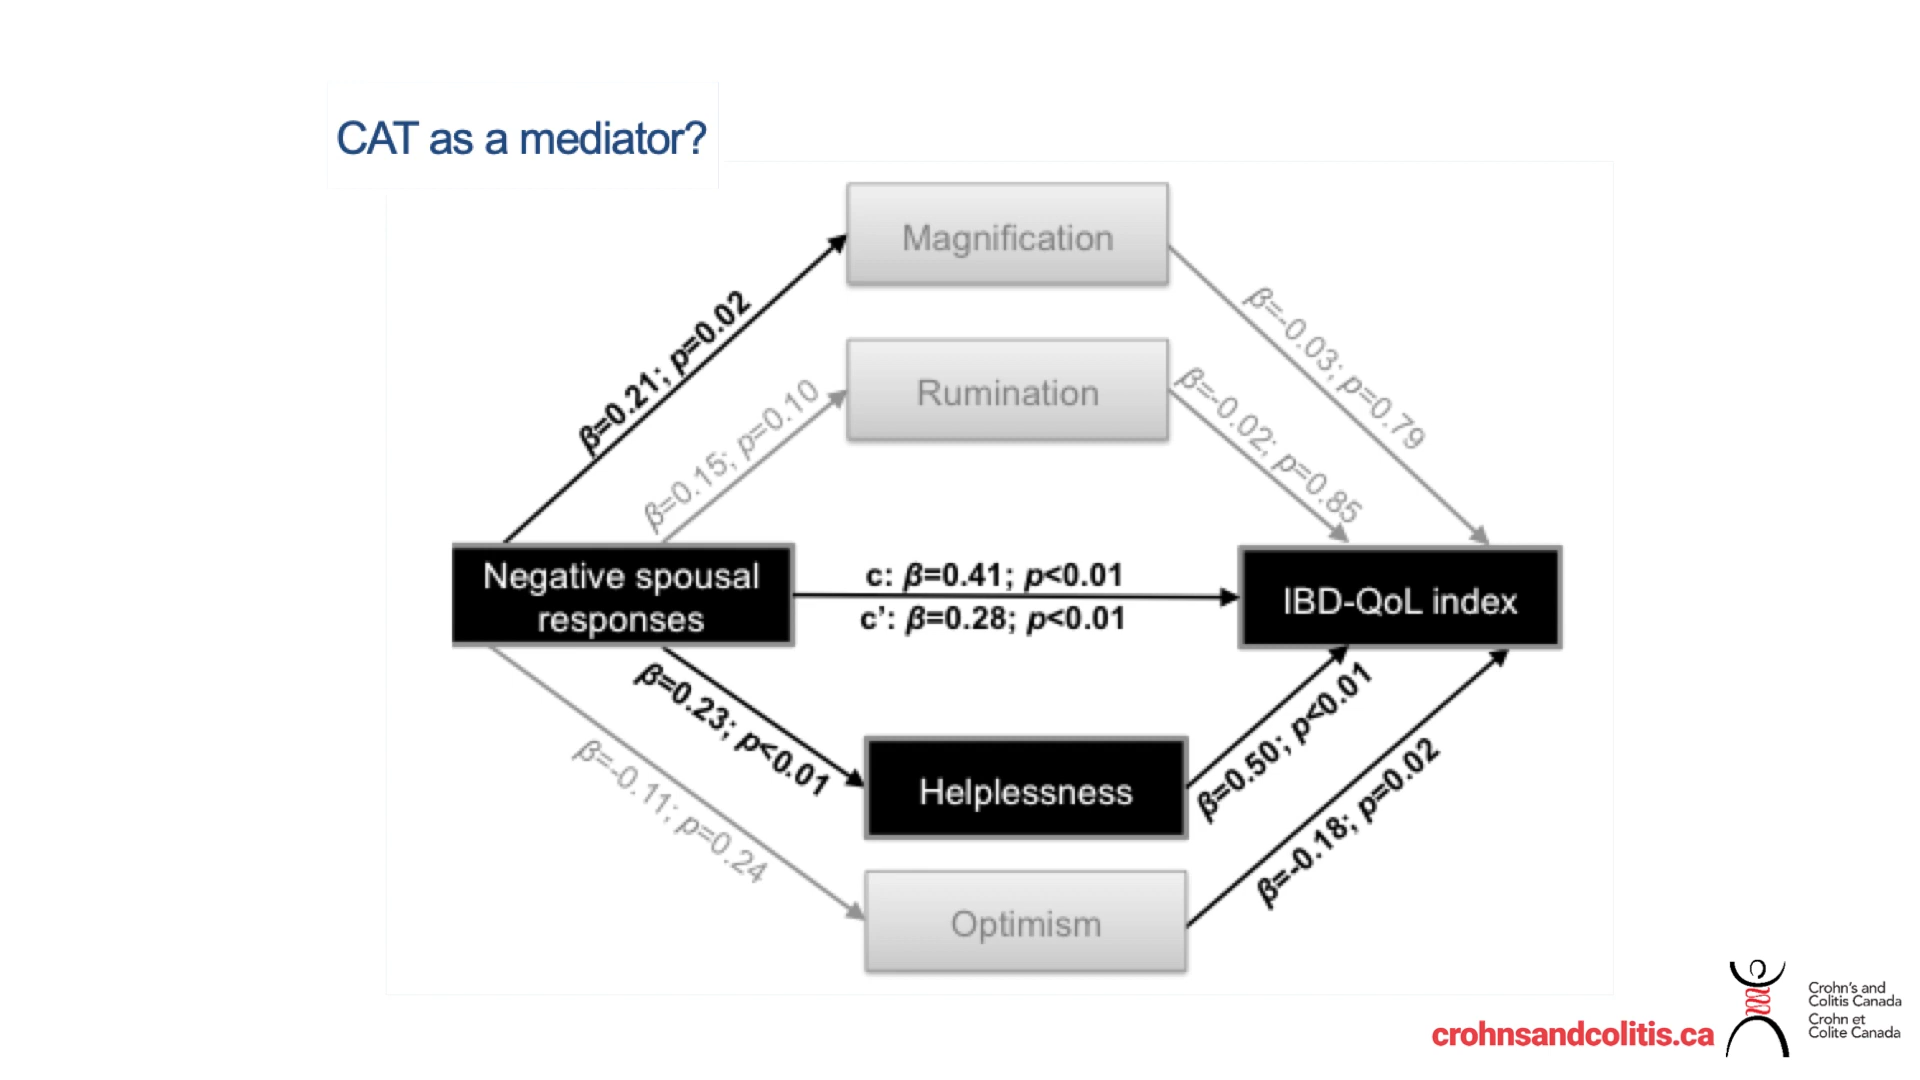 CAT as a mediator?
Magnification
β=0.21; p=0.02
β=-0.03; p=0.79
Rumination
β=0.15; p=0.10
β=-0.02; p=0.85
Negative spousal
responses
c: β=0.41; p<0.01
c’: β=0.28; p<0.01
IBD-QoL index
β=0.23; p<0.01
Helplessness
β=0.50; p<0.01
β=-0.11; p=0.24
Optimism
β=-0.18; p=0.02
crohnsandcolitis.ca
Crohn’s and
Colitis Canada
Crohn et
Colite Canada